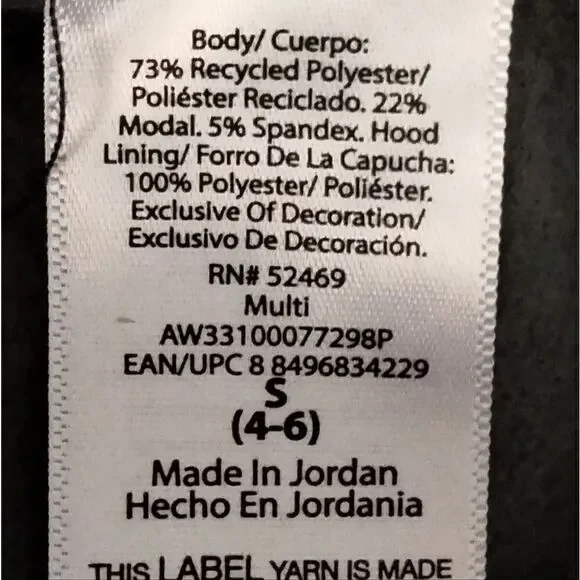 Body/ Cuerpo:
73% Recycled Polyester/
Poliéster Reciclado. 22%
Modal. 5% Spandex. Hood
Lining/ Forro De La Capucha:
100% Polyester/ Poliéster.
Exclusive Of Decoration/
Exclusivo De Decoración.
RN# 52469
Multi
AW33100077298P
EAN/UPC 8 8496834229
S
(4-6)
Made In Jordan
Hecho En Jordania
THIS LABEL YARN IS MADE